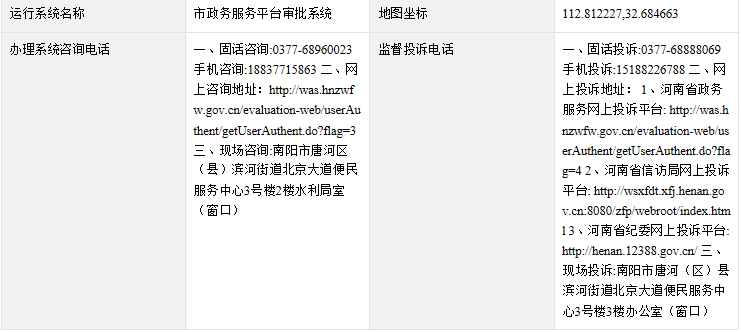 运行系统名称
市政务服务平台审批系统
地图坐标
112.812227,32.684663
办理系统咨询电话
一、固话咨询:0377-68960023
手机咨询:18837715863 二、网
上咨询地址：http://was.hnzwf
w.gov.cn/evaluation-web/userAu
thent/getUserAuthent.do?flag=3
三、现场咨询:南阳市唐河区
（县）滨河街道北京大道便民
服务中心3号楼2楼水利局室
（窗口）
监督投诉电话
一、固话投诉:0377-68888069
手机投诉:15188226788 二、网
上投诉地址： 1、河南省政务
服务网上投诉平台: http://was.h
nzwfw.gov.cn/evaluation-web/us
erAuthent/getUserAuthent.do?fla
g=4 2、河南省信访局网上投诉
平台: http://wsxfdt.xfj.henan.go
v.cn:8080/zfp/webroot/index.htm
l 3、河南省纪委网上投诉平台:
http://henan.12388.gov.cn/ 三、
现场投诉:南阳市唐河（区）县
滨河街道北京大道便民服务中
心3号楼3楼办公室（窗口）